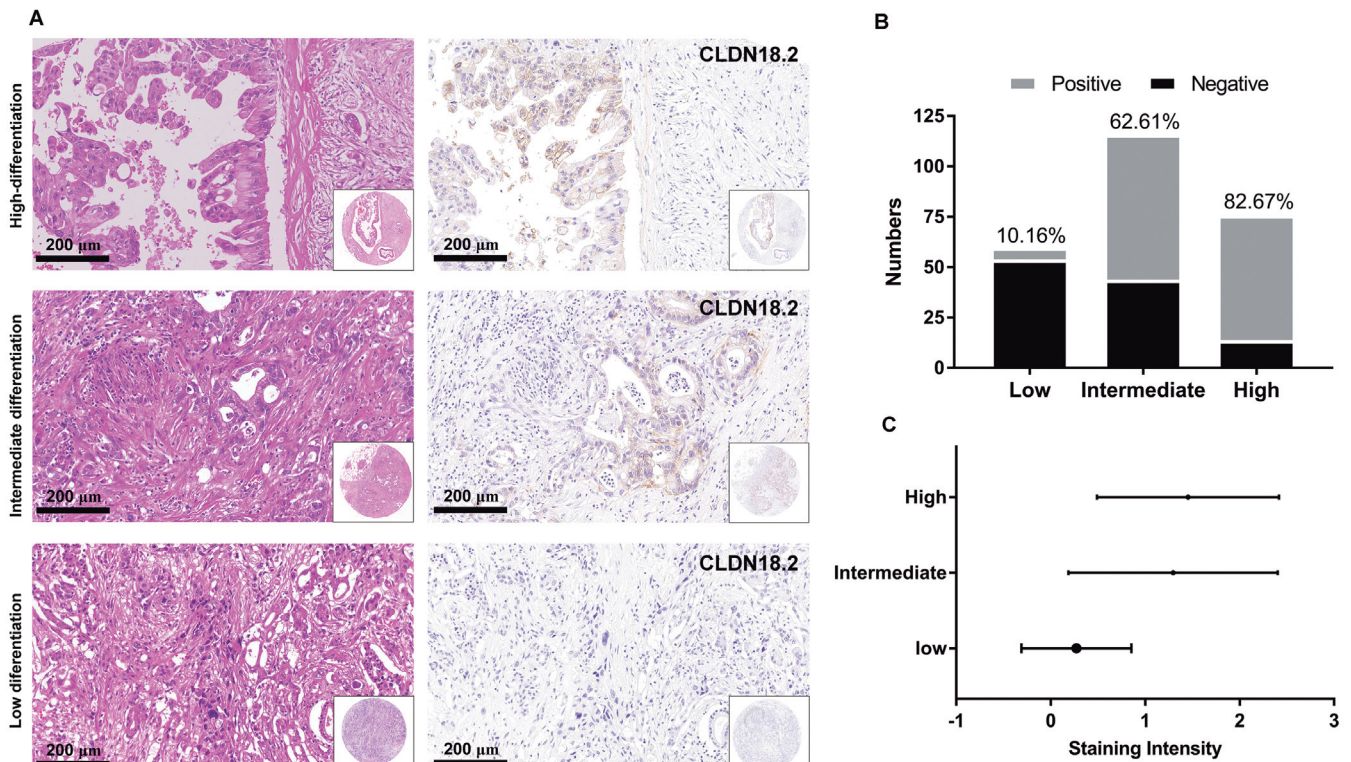 A
High-differentiation
200 µm
CLDN18.2
200 µm
Intermediate differentiation
200 µm
CLDN18.2
200 µm
Low diferentiation
200 µm
CLDN18.2
200 µm
B
Positive Negative
Numbers
125
100
75
50
25
0
10.16%
62.61%
82.67%
Low Intermediate High
C
High
Intermediate
low
-1 0 1 2 3
Staining Intensity